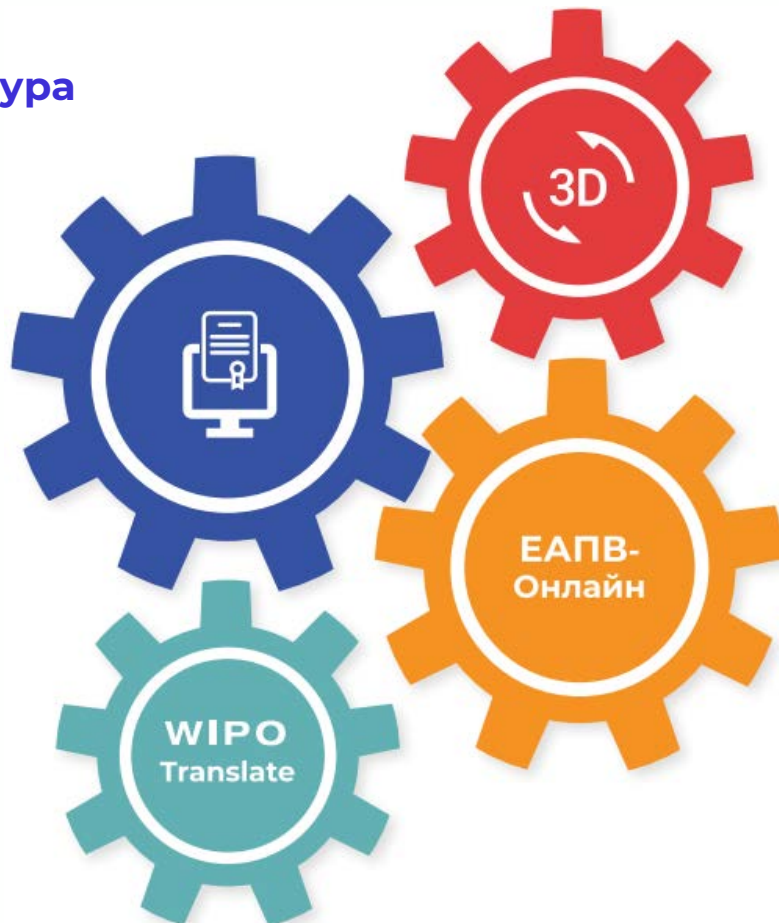 ура
3D
ЕАПВ-
Онлайн
WIPO
Translate